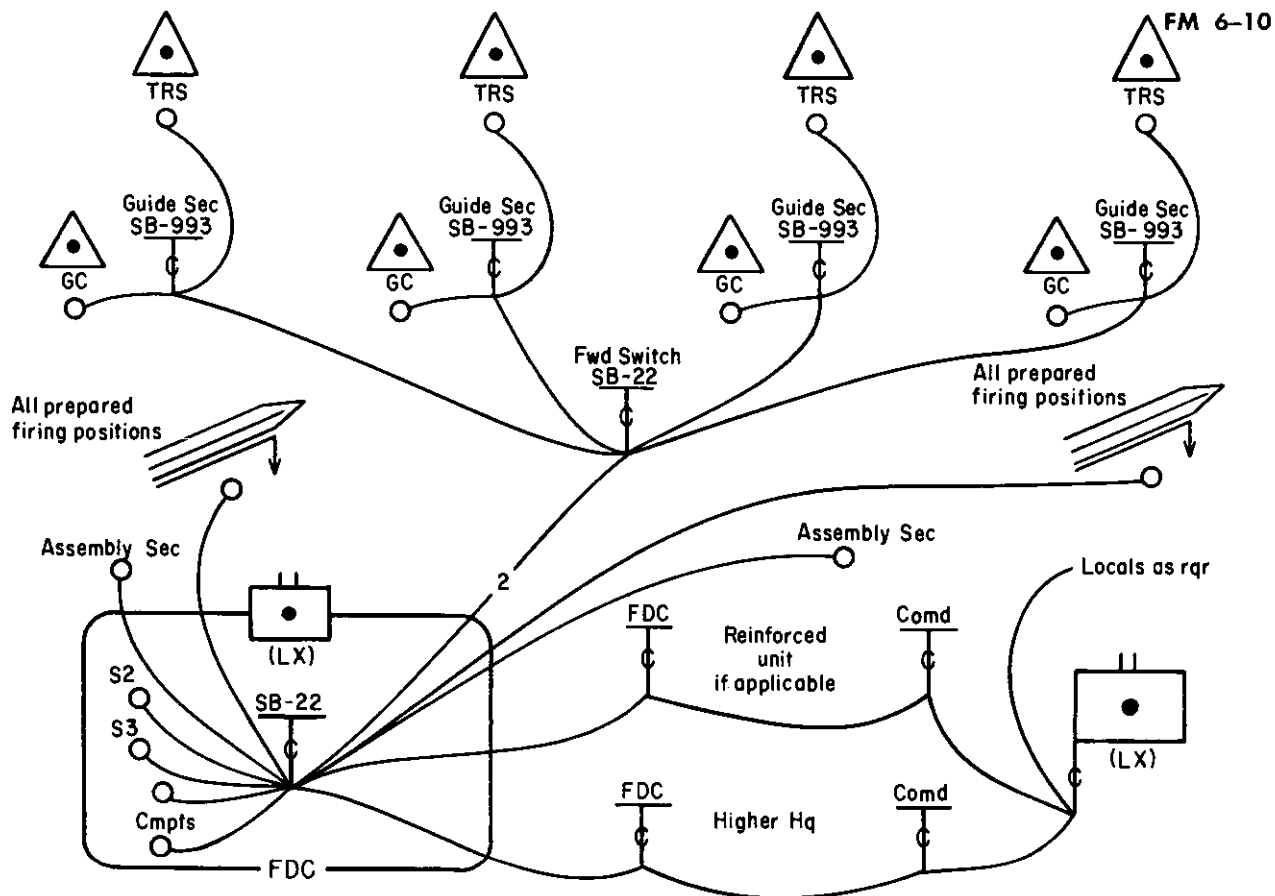 FM 6-10
TRS
TRS
TRS
TRS
Guide Sec
SB-993
Guide Sec
SB-993
Guide Sec
SB-993
Guide Sec
SB-993
GC
GC
GC
GC
Fwd Switch
SB-22
All prepared
firing positions
All prepared
firing positions
Assembly Sec
Assembly Sec
2
Locals as rqr
(LX)
FDC
Reinforced
unit
if applicable
Comd
S2
SB-22
S3
(LX)
FDC
Higher Hq
Comd
Cmpts
FDC